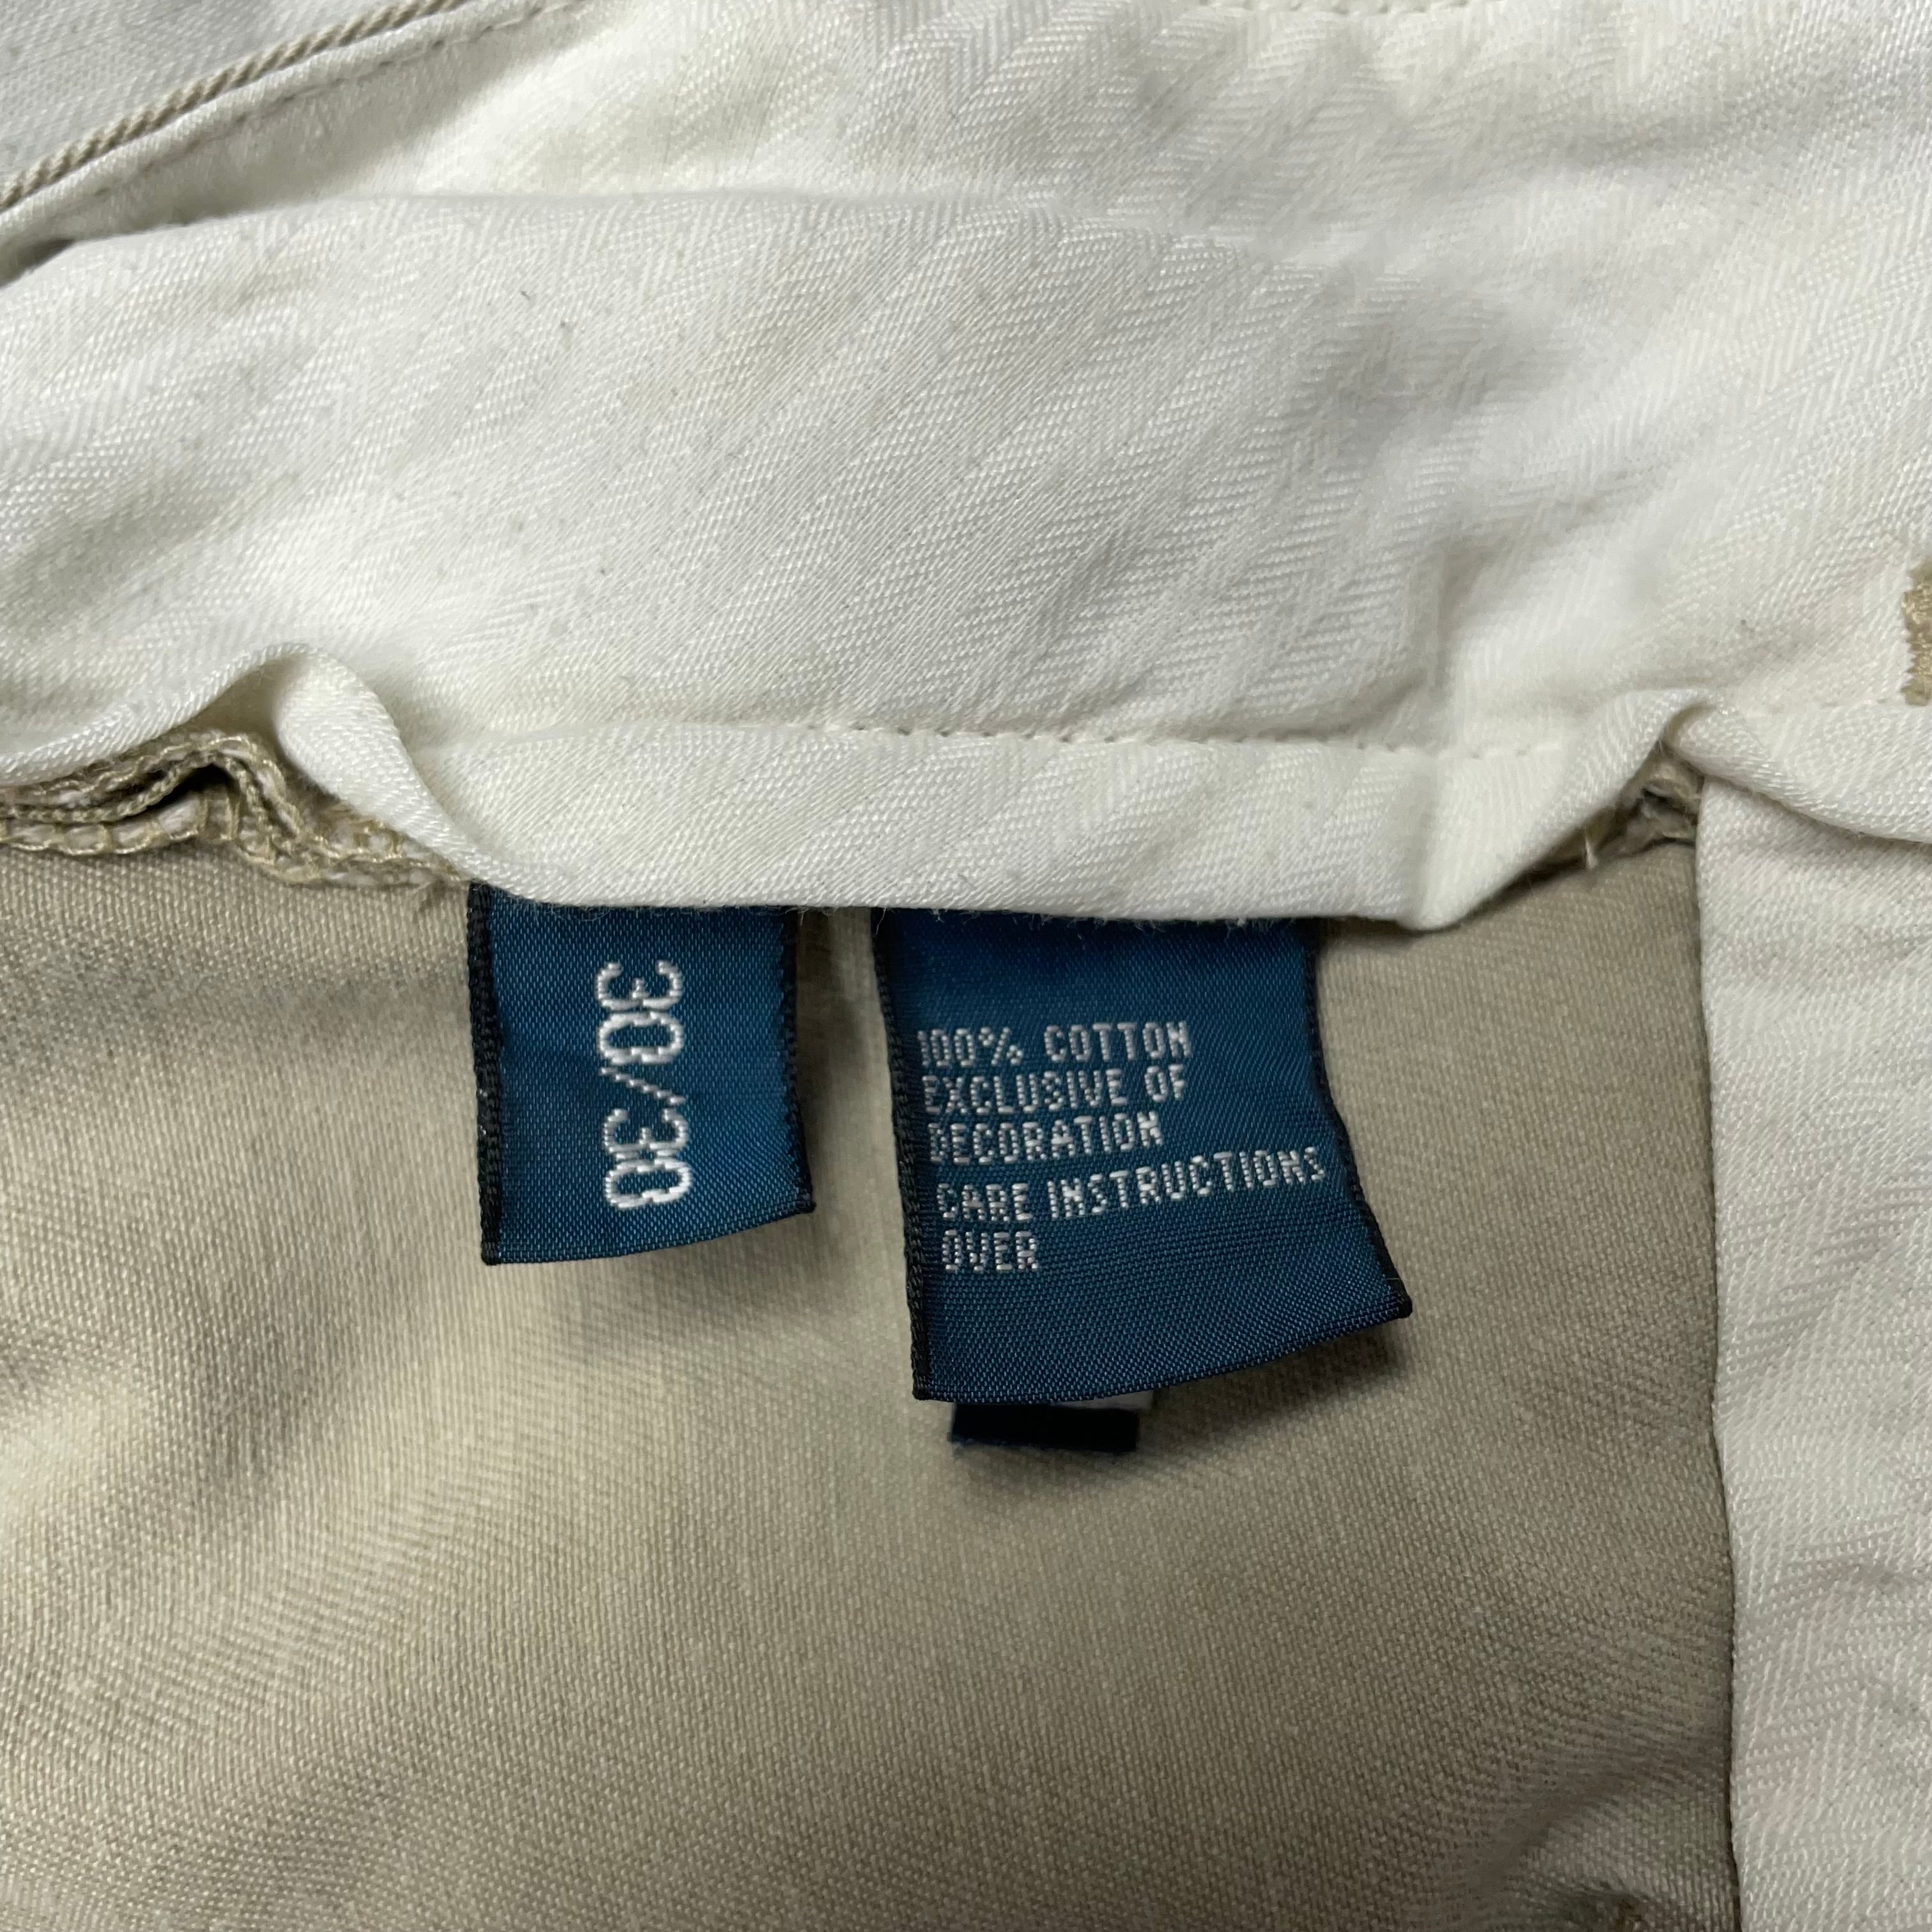 30/30
100% COTTON
EXCLUSIVE OF
DECORATION
CARE INSTRUCTIONS
OVER